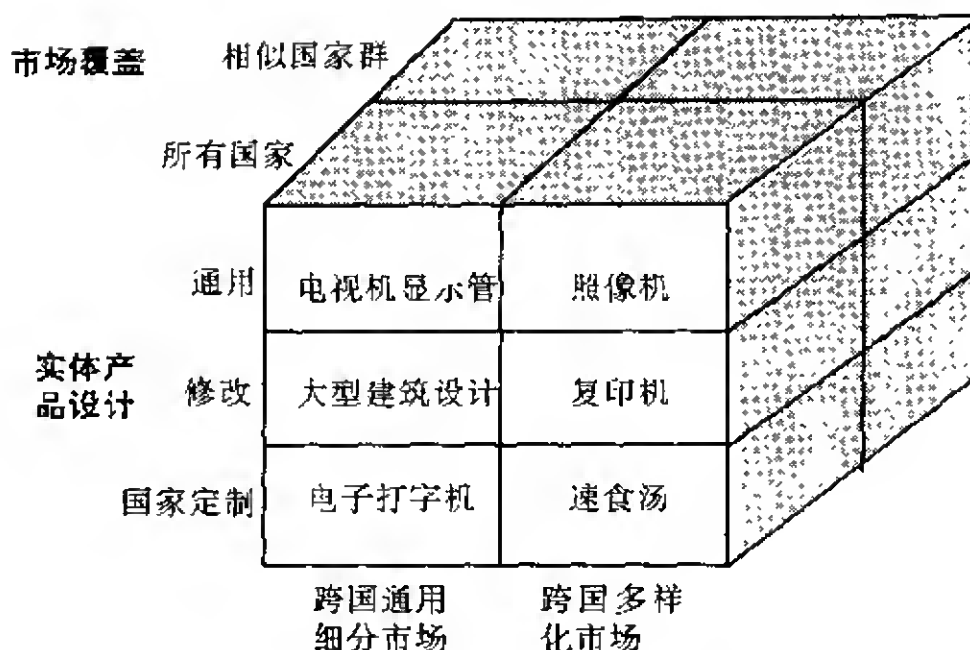 市场覆盖
相似国家群
所有国家
通用
电视机显示管
照像机
实体产
品设计
修改
大型建筑设计
复印机
国家定制
电子打字机
速食汤
跨国通用
细分市场
跨国多样
化市场